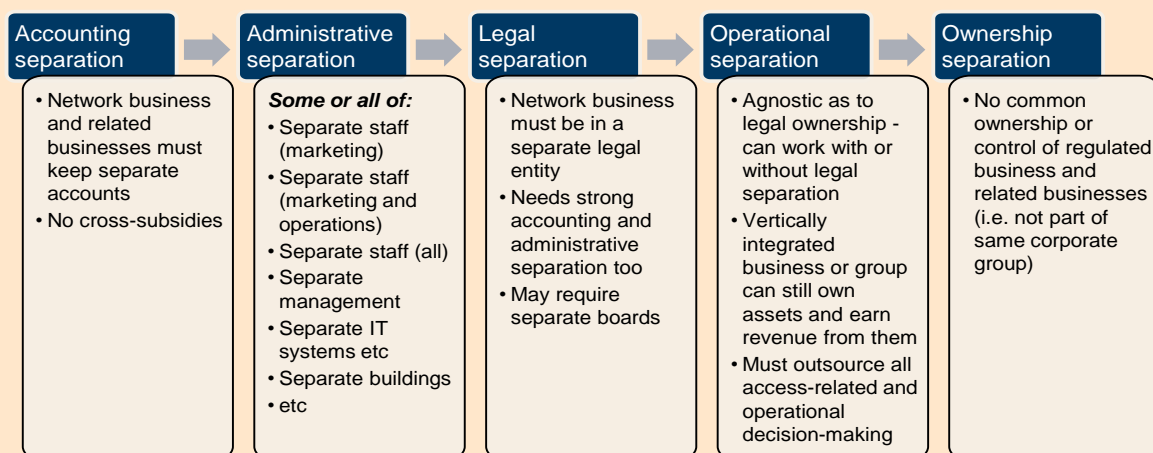 Accounting
separation
• Network business
and related
businesses must
keep separate
accounts
• No cross-subsidies
Administrative
separation
Some or all of:
• Separate staff
(marketing)
• Separate staff
(marketing and
operations)
• Separate staff (all)
• Separate
management
• Separate IT
systems etc
• Separate buildings
• etc
Legal
separation
• Network business
must be in a
separate legal
entity
• Needs strong
accounting and
administrative
separation too
• May require
separate boards
Operational
separation
• Agnostic as to
legal ownership -
can work with or
without legal
separation
• Vertically
integrated
business or group
can still own
assets and earn
revenue from them
• Must outsource all
access-related and
operational
decision-making
Ownership
separation
• No common
ownership or
control of regulated
business and
related businesses
(i.e. not part of
same corporate
group)